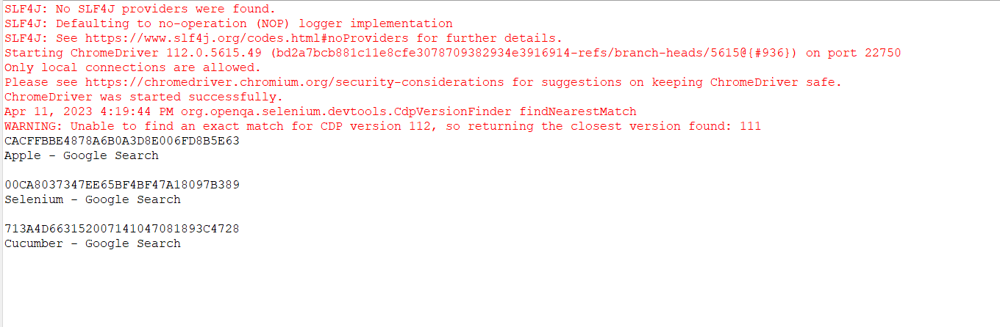 SLF4J: No SLF4J providers were found.
SLF4J: Defaulting to no-operation (NOP) logger implementation
SLF4J: See https://www.slf4j.org/codes.html#noProviders for further details.
Starting ChromeDriver 112.0.5615.49 (bd2a7bcb881c11e8cfe3078709382934e3916914-refs/branch-heads/5615@{#936}) on port 22750
Only local connections are allowed.
Please see https://chromedriver.chromium.org/security-considerations for suggestions on keeping ChromeDriver safe.
ChromeDriver was started successfully.
Apr 11, 2023 4:19:44 PM org.openqa.selenium.devtools.CdpVersionFinder findNearestMatch
WARNING: Unable to find an exact match for CDP version 112, so returning the closest version found: 111
CACFFBBE4878A6B0A3D8E006FD8B5E63
Apple - Google Search
00CA8037347EE65BF4BF47A18097B389
Selenium - Google Search
713A4D663152007141047081893C4728
Cucumber - Google Search